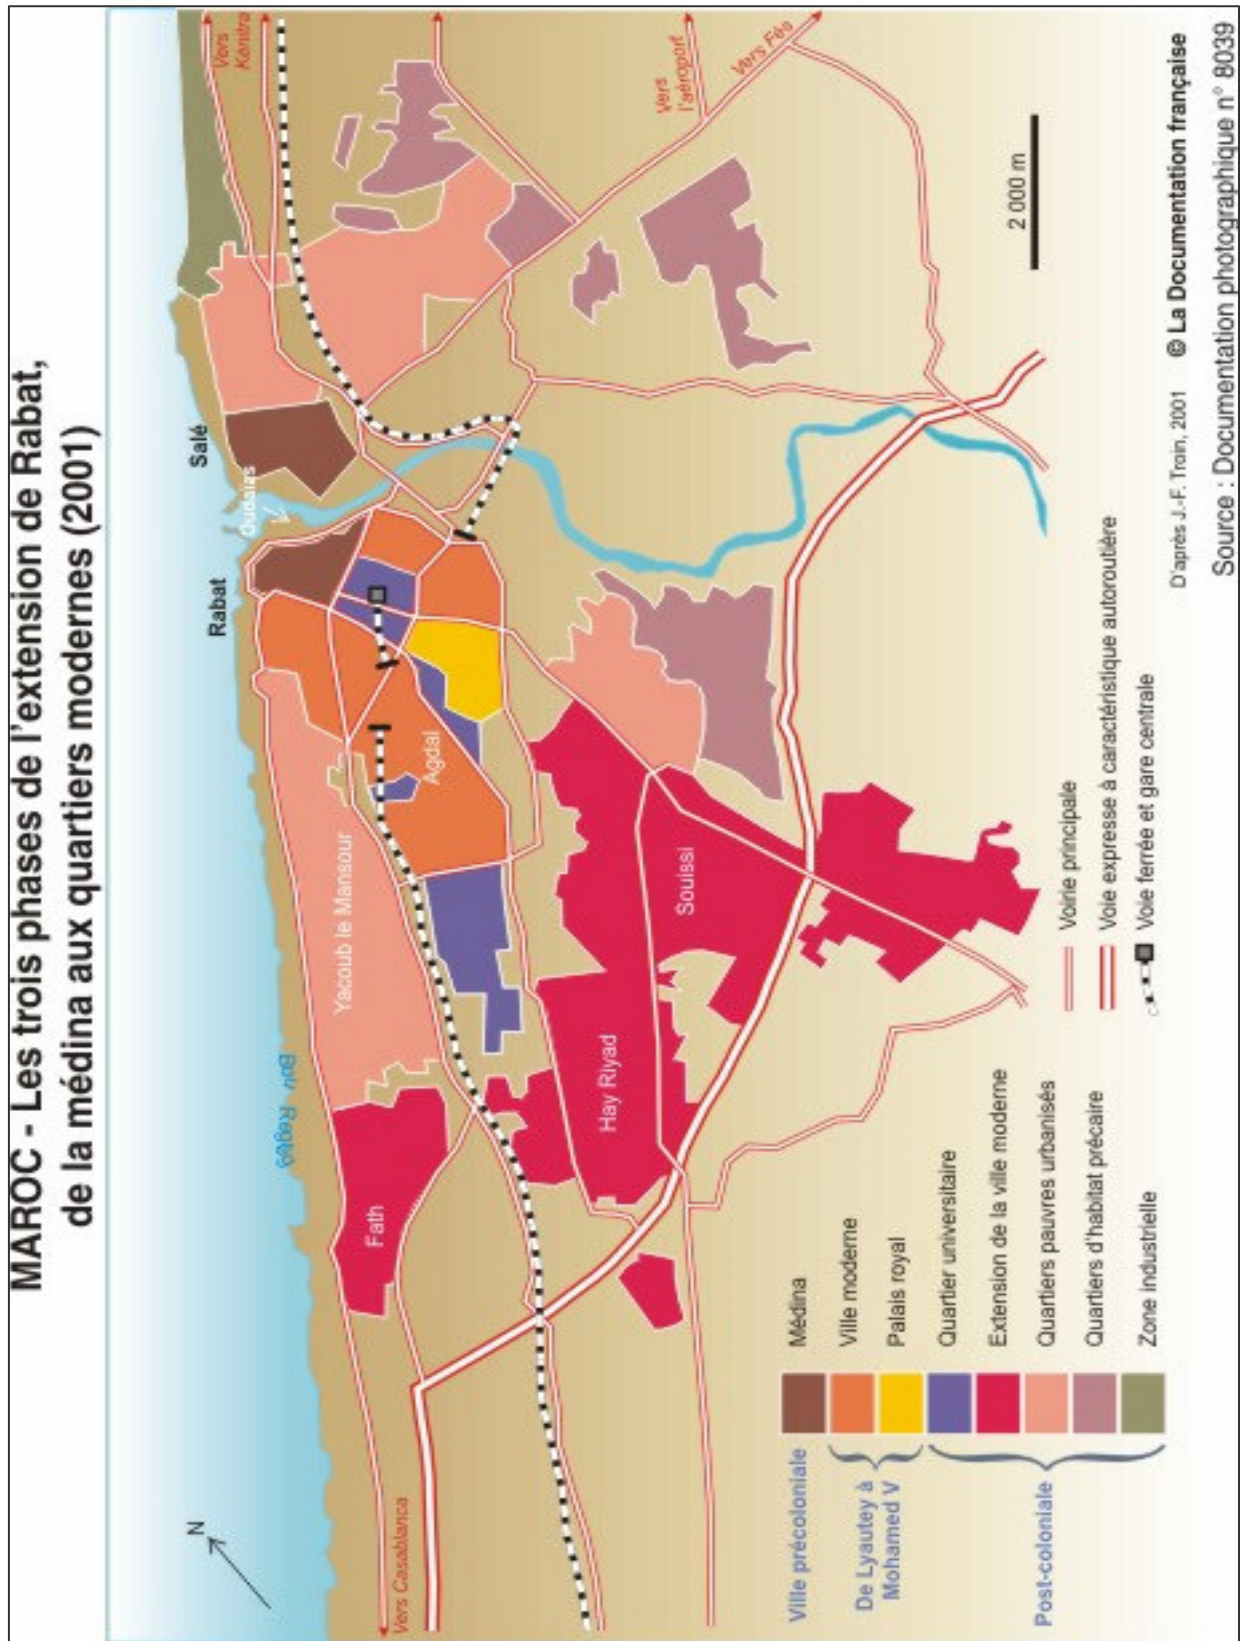 MAROC - Les trois phases de l'extension de Rabat,
de la médina aux quartiers modernes (2001)
N
Vers Casablanca
Vers
Kénitra
Vers
l'aéroport
Vers Fès
Salé
Rabat
Oudaïas
Bou Regreg
Yacoub le Mansour
Agdal
Fath
Hay Riyad
Souissi
2 000 m
Ville précoloniale
De Lyautey à
Mohamed V
Post-coloniale
Médina
Ville moderne
Palais royal
Quartier universitaire
Extension de la ville moderne
Quartiers pauvres urbanisés
Quartiers d'habitat précaire
Zone industrielle
Voirie principale
Voie expresse à caractéristique autoroutière
Voie ferrée et gare centrale
D'après J.-F. Troin, 2001 © La Documentation française
Source : Documentation photographique n° 8039